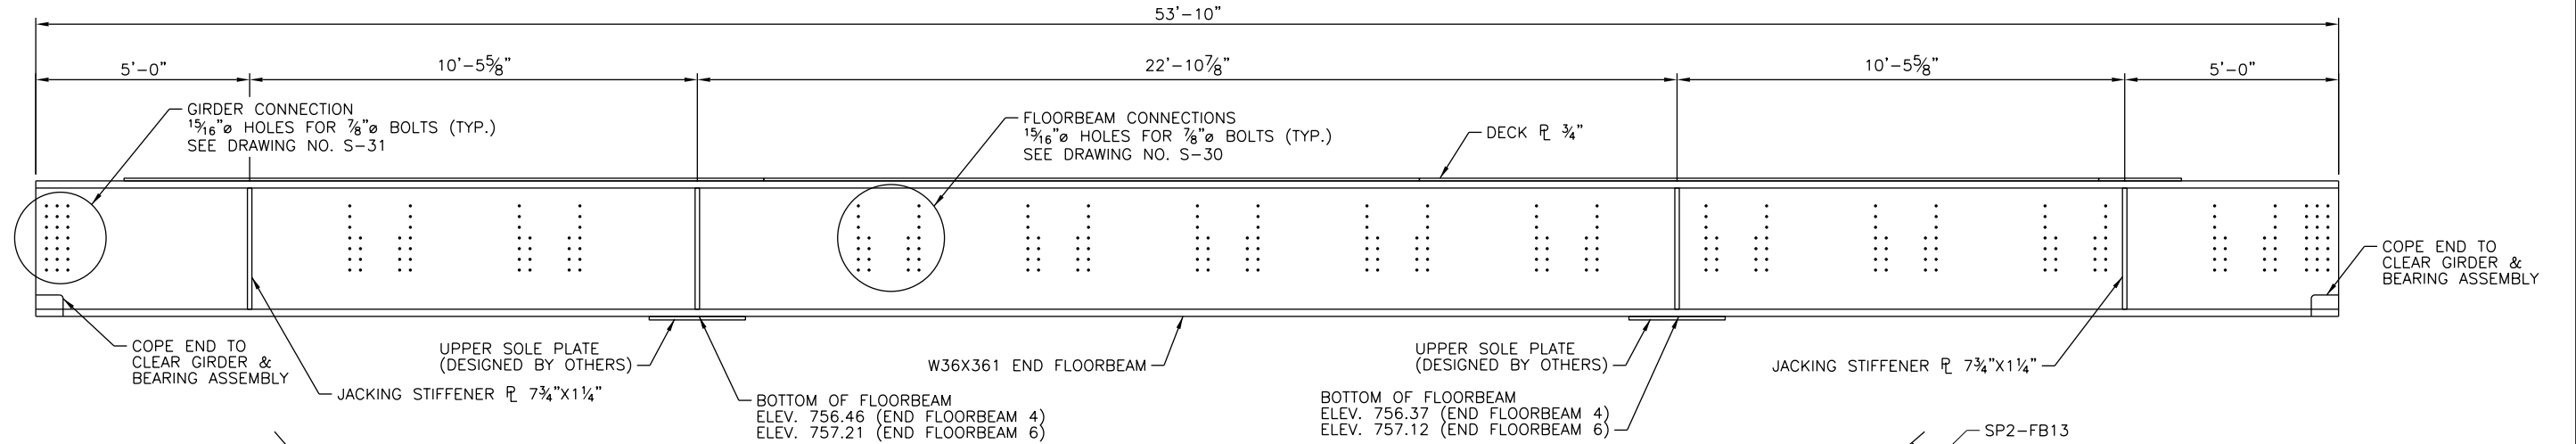 53'-10"
5'-0"
10'-5⅝"
22'-10⅞"
10'-5⅝"
5'-0"
GIRDER CONNECTION
15/16"ø HOLES FOR ⅞"ø BOLTS (TYP.)
SEE DRAWING NO. S-31
FLOORBEAM CONNECTIONS
15/16"ø HOLES FOR ⅞"ø BOLTS (TYP.)
SEE DRAWING NO. S-30
DECK ℄ ¾"
COPE END TO
CLEAR GIRDER &
BEARING ASSEMBLY
COPE END TO
CLEAR GIRDER &
BEARING ASSEMBLY
JACKING STIFFENER PL 7¾"X1¼"
UPPER SOLE PLATE
(DESIGNED BY OTHERS)
BOTTOM OF FLOORBEAM
ELEV. 756.46 (END FLOORBEAM 4)
ELEV. 757.21 (END FLOORBEAM 6)
W36X361 END FLOORBEAM
UPPER SOLE PLATE
(DESIGNED BY OTHERS)
BOTTOM OF FLOORBEAM
ELEV. 756.37 (END FLOORBEAM 4)
ELEV. 757.12 (END FLOORBEAM 6)
JACKING STIFFENER PL 7¾"X1¼"
SP2-FB13